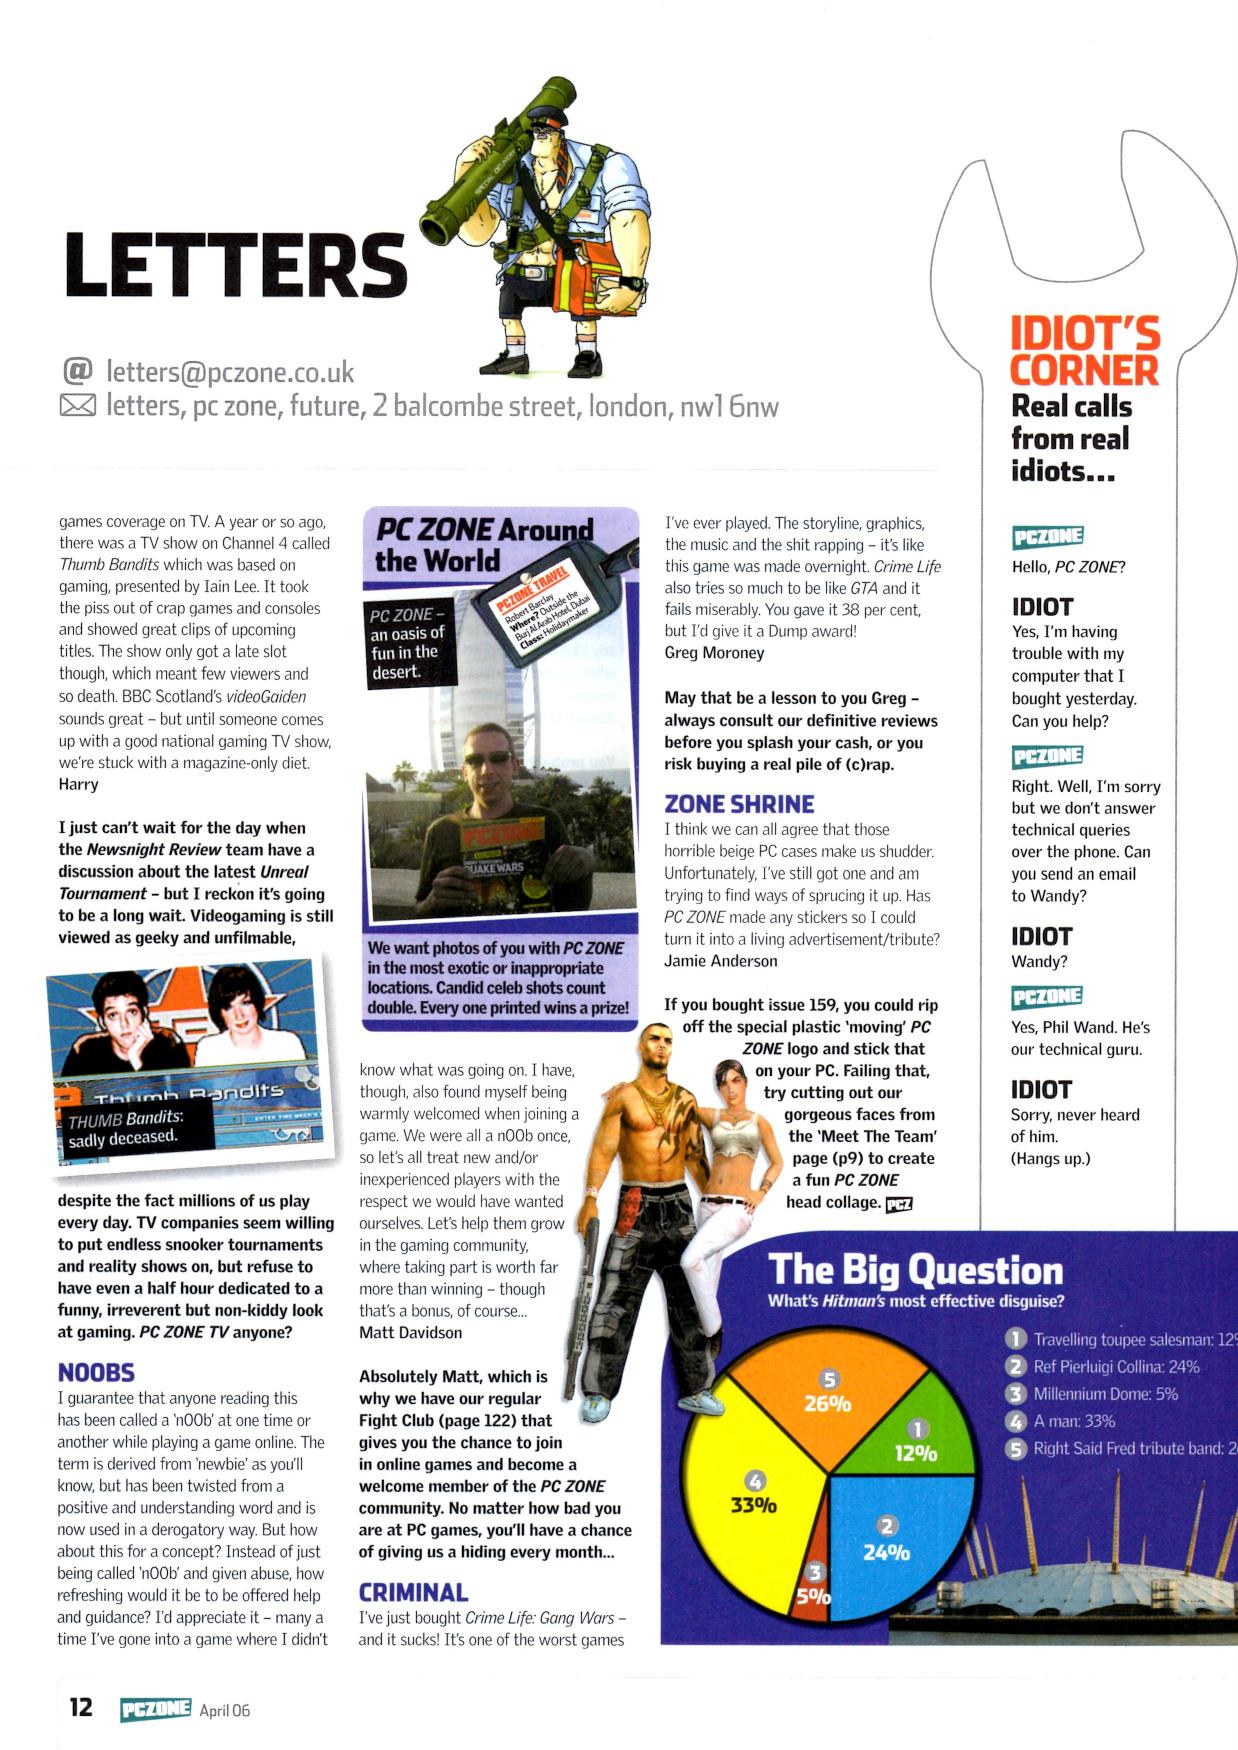 LETTERS
SPECIAL DELIVERY
@ letters@pczone.co.uk
letters, pc zone, future, 2 balcombe street, london, nw1 6nw
games coverage on TV. A year or so ago,
there was a TV show on Channel 4 called
Thumb Bandits which was based on
gaming, presented by Iain Lee. It took
the piss out of crap games and consoles
and showed great clips of upcoming
titles. The show only got a late slot
though, which meant few viewers and
so death. BBC Scotland's videoGaiden
sounds great – but until someone comes
up with a good national gaming TV show,
we're stuck with a magazine-only diet.
Harry
I just can't wait for the day when
the Newsnight Review team have a
discussion about the latest Unreal
Tournament – but I reckon it's going
to be a long wait. Videogaming is still
viewed as geeky and unfilmable,
Thumb Bandits
THUMB Bandits:
sadly deceased.
despite the fact millions of us play
every day. TV companies seem willing
to put endless snooker tournaments
and reality shows on, but refuse to
have even a half hour dedicated to a
funny, irreverent but non-kiddy look
at gaming. PC ZONE TV anyone?
NOOBS
I guarantee that anyone reading this
has been called a 'n00b' at one time or
another while playing a game online. The
term is derived from 'newbie' as you'll
know, but has been twisted from a
positive and understanding word and is
now used in a derogatory way. But how
about this for a concept? Instead of just
being called 'n00b' and given abuse, how
refreshing would it be to be offered help
and guidance? I'd appreciate it – many a
time I've gone into a game where I didn't
PC ZONE Around
the World
PCZONE TRAVEL
Robert Barclay
Where? Outside the
Burj Al Arab Hotel, Dubai
Class: Holidaymaker
PC ZONE –
an oasis of
fun in the
desert.
PCZONE
QUAKE WARS
We want photos of you with PC ZONE
in the most exotic or inappropriate
locations. Candid celeb shots count
double. Every one printed wins a prize!
know what was going on. I have,
though, also found myself being
warmly welcomed when joining a
game. We were all a n00b once,
so let's all treat new and/or
inexperienced players with the
respect we would have wanted
ourselves. Let's help them grow
in the gaming community,
where taking part is worth far
more than winning – though
that's a bonus, of course...
Matt Davidson
Absolutely Matt, which is
why we have our regular
Fight Club (page 122) that
gives you the chance to join
in online games and become a
welcome member of the PC ZONE
community. No matter how bad you
are at PC games, you'll have a chance
of giving us a hiding every month...
CRIMINAL
I've just bought Crime Life: Gang Wars –
and it sucks! It's one of the worst games
I've ever played. The storyline, graphics,
the music and the shit rapping – it's like
this game was made overnight. Crime Life
also tries so much to be like GTA and it
fails miserably. You gave it 38 per cent,
but I'd give it a Dump award!
Greg Moroney
May that be a lesson to you Greg –
always consult our definitive reviews
before you splash your cash, or you
risk buying a real pile of (c)rap.
ZONE SHRINE
I think we can all agree that those
horrible beige PC cases make us shudder.
Unfortunately, I've still got one and am
trying to find ways of sprucing it up. Has
PC ZONE made any stickers so I could
turn it into a living advertisement/tribute?
Jamie Anderson
If you bought issue 159, you could rip
off the special plastic 'moving' PC
ZONE logo and stick that
on your PC. Failing that,
try cutting out our
gorgeous faces from
the 'Meet The Team'
page (p9) to create
a fun PC ZONE
head collage. PCZ
IDIOT'S
CORNER
Real calls
from real
idiots...
PCZONE
Hello, PC ZONE?
IDIOT
Yes, I'm having
trouble with my
computer that I
bought yesterday.
Can you help?
PCZONE
Right. Well, I'm sorry
but we don't answer
technical queries
over the phone. Can
you send an email
to Wandy?
IDIOT
Wandy?
PCZONE
Yes, Phil Wand. He's
our technical guru.
IDIOT
Sorry, never heard
of him.
(Hangs up.)
The Big Question
What's Hitman's most effective disguise?
1 Travelling toupee salesman: 12%
2 Ref Pierluigi Collina: 24%
3 Millennium Dome: 5%
4 A man: 33%
5 Right Said Fred tribute band: 2
5
26%
1
12%
4
33%
2
24%
3
5%
12 PCZONE April 06